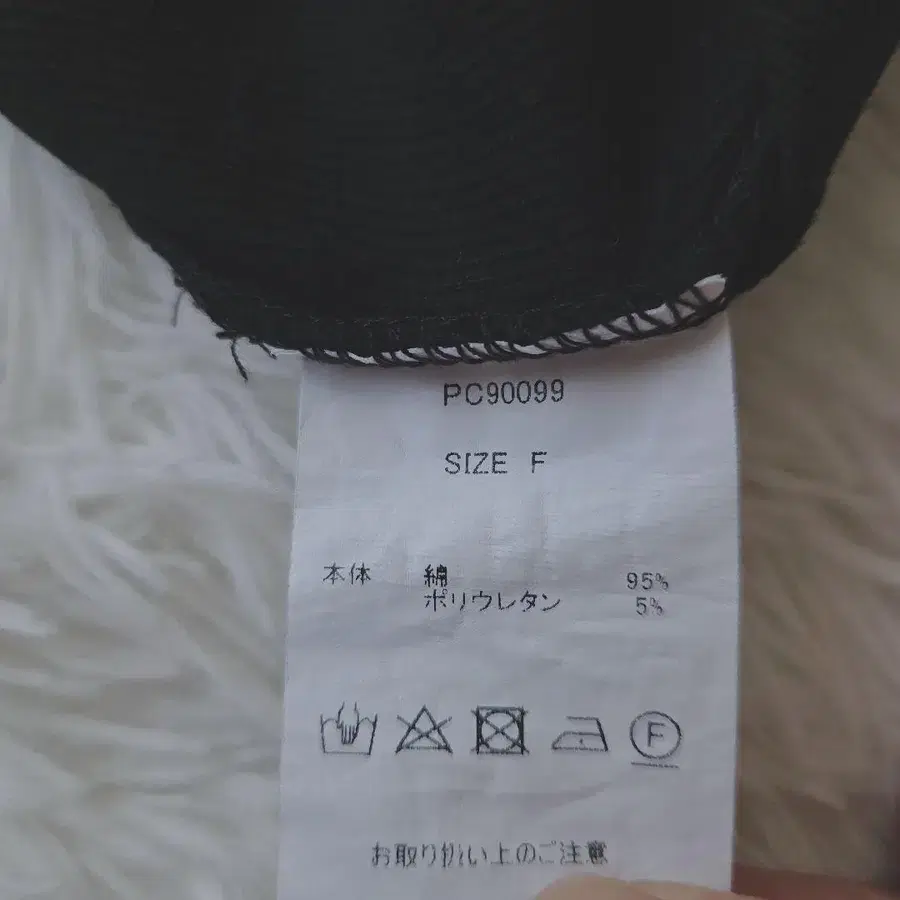 PC90099
SIZE F
本体 綿 95%
ポリウレタン 5%
F
お取り扱い上のご注意